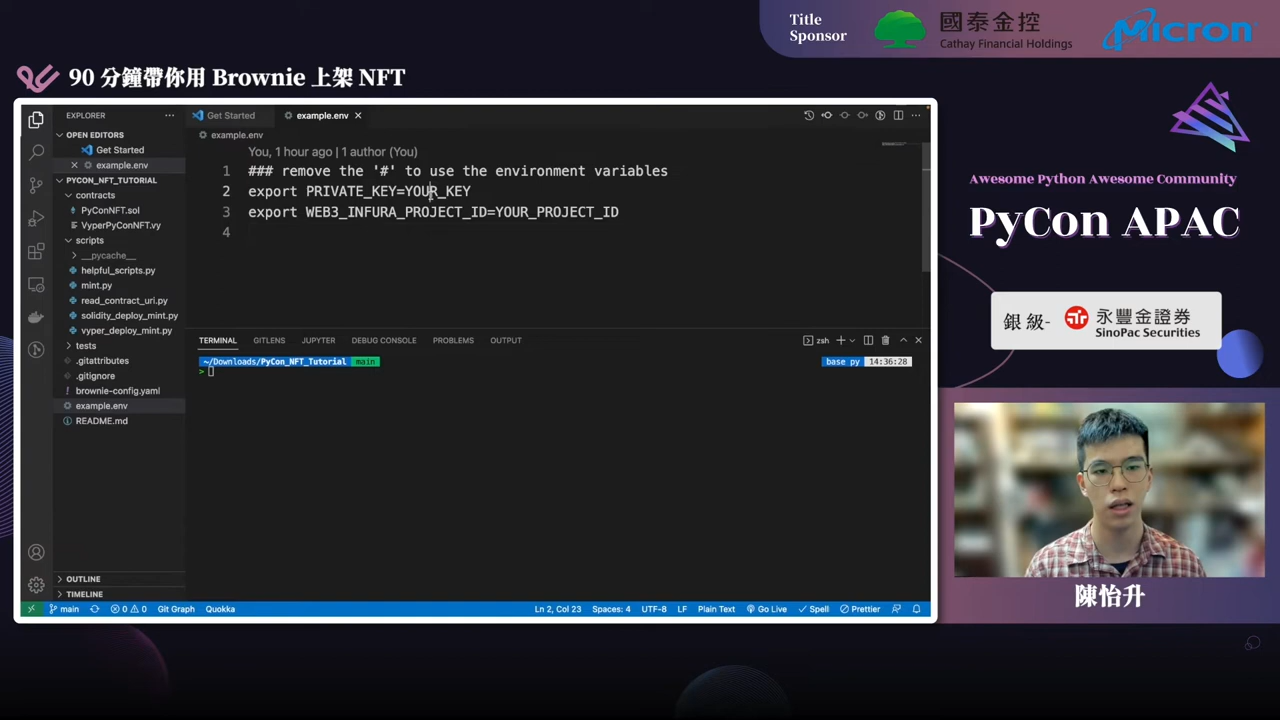 Title
Sponsor
國泰金控
Cathay Financial Holdings
Micron
90 分鐘帶你用 Brownie 上架 NFT
EXPLORER
OPEN EDITORS
Get Started
example.env
PYCON_NFT_TUTORIAL
contracts
PyConNFT.sol
VyperPyConNFT.vy
scripts
__pycache__
helpful_scripts.py
mint.py
read_contract_uri.py
solidity_deploy_mint.py
vyper_deploy_mint.py
tests
.gitattributes
.gitignore
brownie-config.yaml
example.env
README.md
OUTLINE
TIMELINE
Get Started
example.env
example.env
You, 1 hour ago | 1 author (You)
1 ### remove the '#' to use the environment variables
2 export PRIVATE_KEY=YOUR_KEY
3 export WEB3_INFURA_PROJECT_ID=YOUR_PROJECT_ID
4
TERMINAL GITLENS JUPYTER DEBUG CONSOLE PROBLEMS OUTPUT
zsh
~/Downloads/PyCon_NFT_Tutorial main
base py 14:36:28
>
main 0 0 Git Graph Quokka Ln 2, Col 23 Spaces: 4 UTF-8 LF Plain Text Go Live Spell Prettier
Awesome Python Awesome Community
PyCon APAC
銀級-
永豐金證券
SinoPac Securities
陳怡升